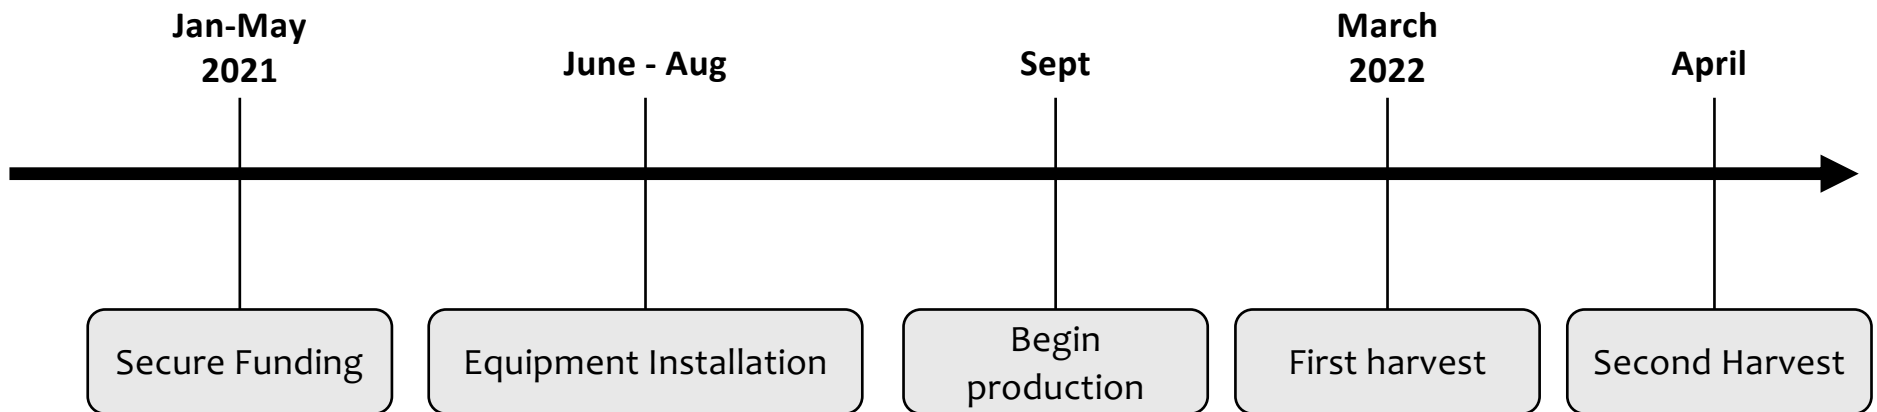 Jan-May
2021
June - Aug
Sept
March
2022
April
Secure Funding
Equipment Installation
Begin
production
First harvest
Second Harvest